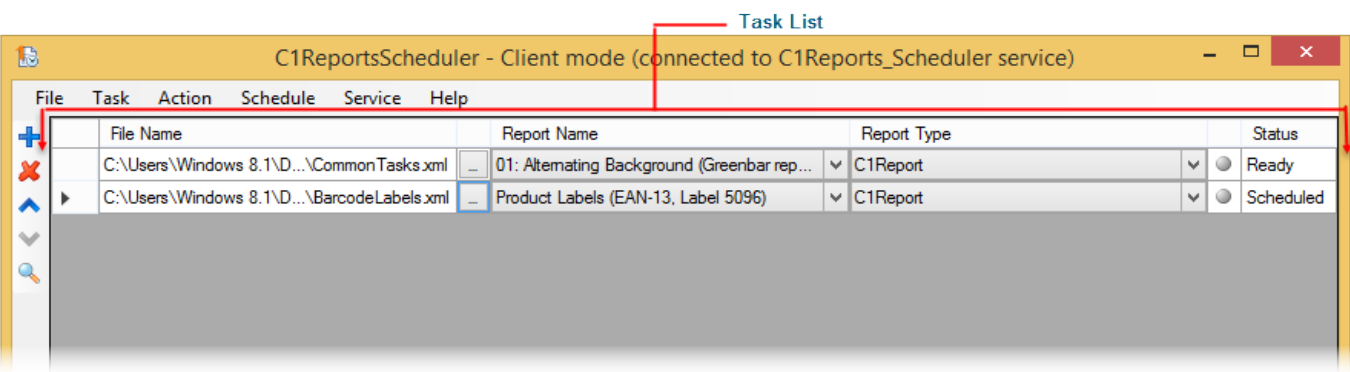 Task List
C1ReportsScheduler - Client mode (connected to C1Reports_Scheduler service)
File Task Action Schedule Service Help
File Name Report Name Report Type Status
C:\Users\Windows 8.1\D...\CommonTasks.xml ... 01: Alternating Background (Greenbar rep... C1Report Ready
C:\Users\Windows 8.1\D...\BarcodeLabels.xml ... Product Labels (EAN-13, Label 5096) C1Report Scheduled